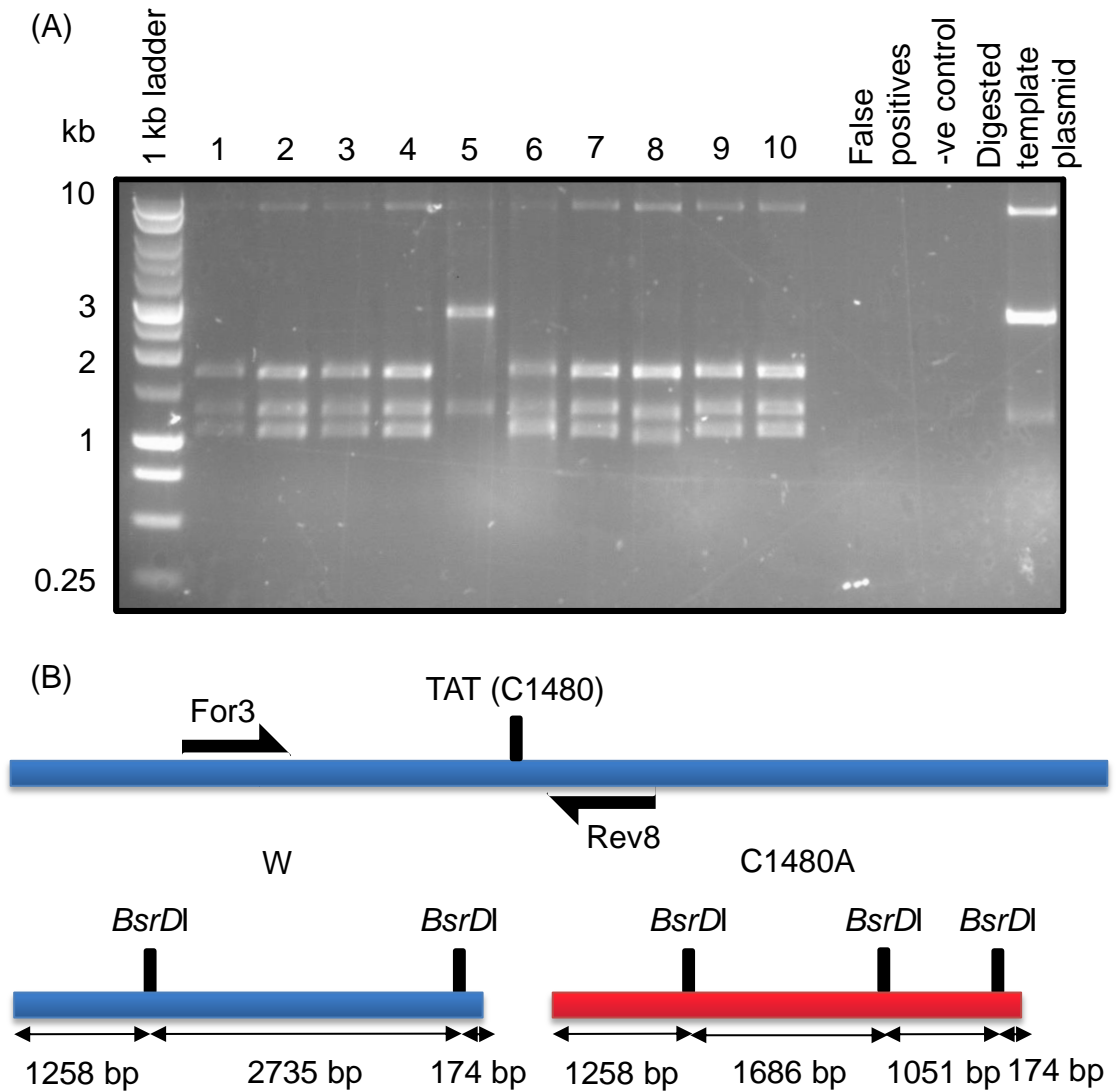 (A)
kb
1 kb ladder
1 2 3 4 5 6 7 8 9 10
False
positives
-ve control
Digested
template
plasmid
10
3
2
1
0.25
(B)
For3
TAT (C1480)
Rev8
W
C1480A
BsrDI BsrDI BsrDI BsrDI BsrDI
1258 bp 2735 bp 174 bp 1258 bp 1686 bp 1051 bp 174 bp